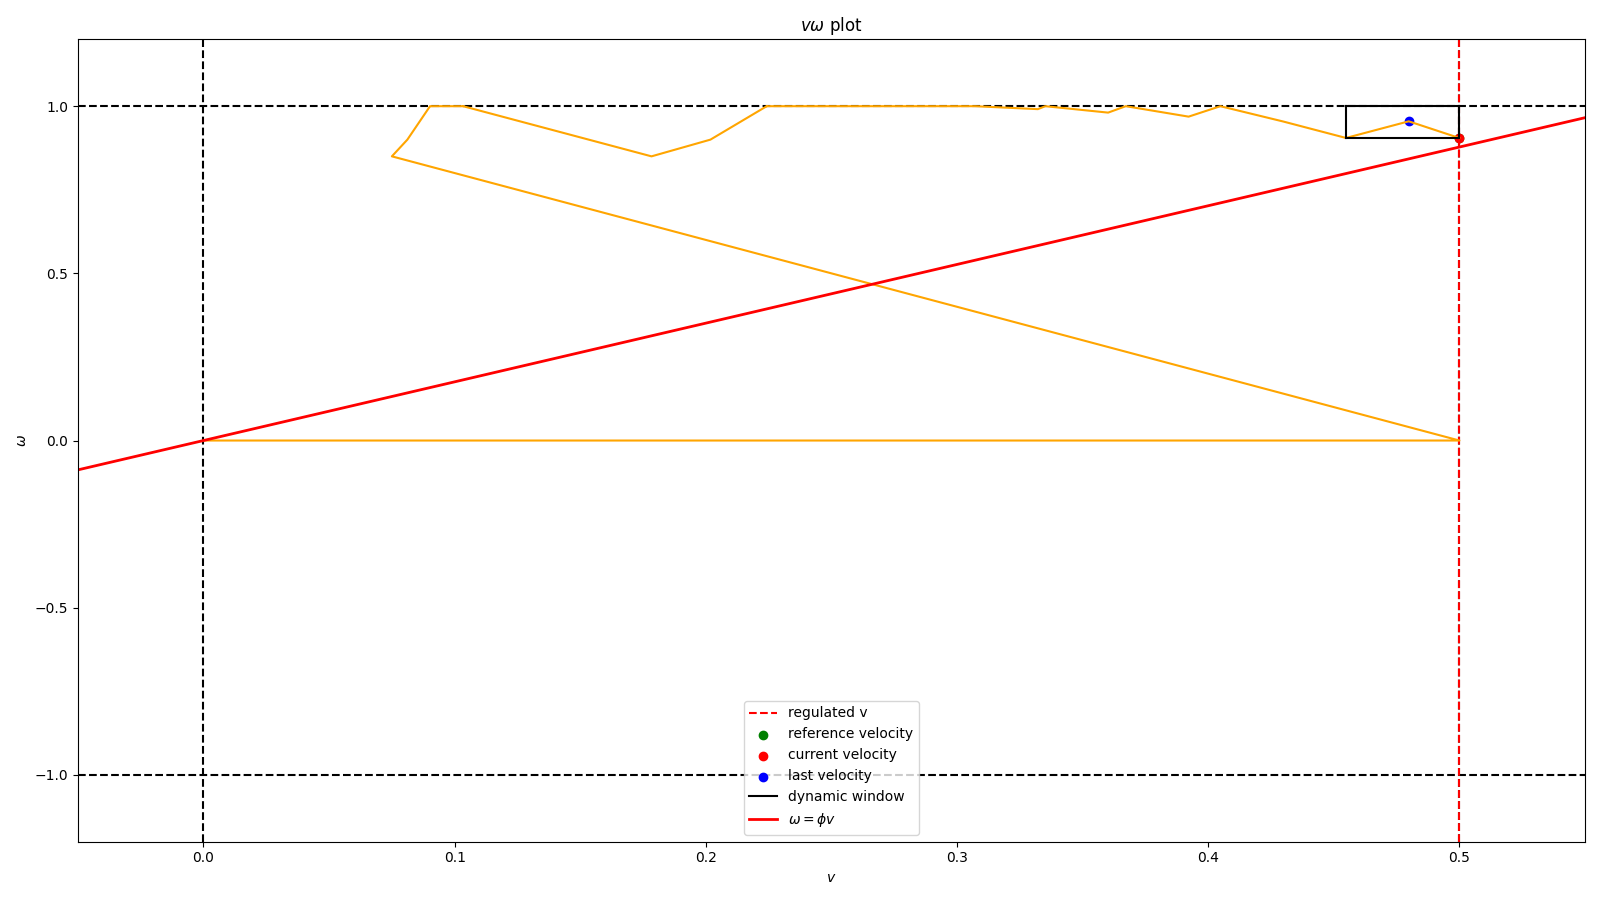 vω plot
1.0
0.5
0.0
−0.5
−1.0
ω
0.0 0.1 0.2 0.3 0.4 0.5
v
regulated v
reference velocity
current velocity
last velocity
dynamic window
ω = ϕv